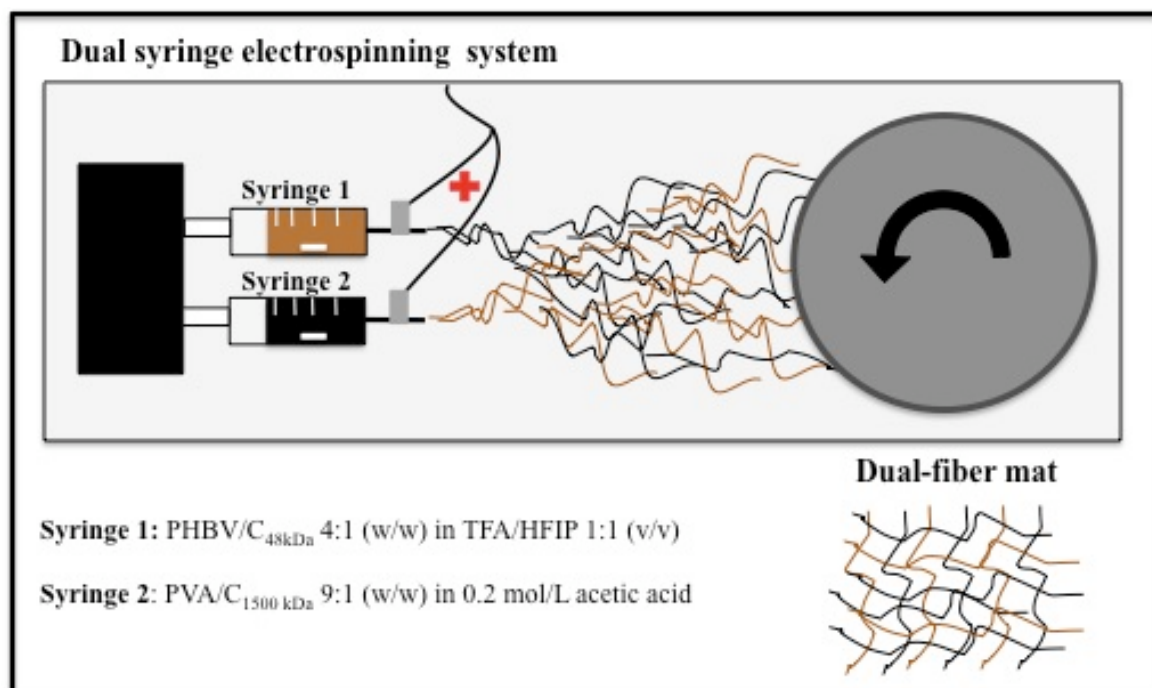 Dual syringe electrospinning system
Syringe 1
Syringe 2
Dual-fiber mat
Syringe 1: PHBV/C48kDa 4:1 (w/w) in TFA/HFIP 1:1 (v/v)
Syringe 2: PVA/C1500 kDa 9:1 (w/w) in 0.2 mol/L acetic acid